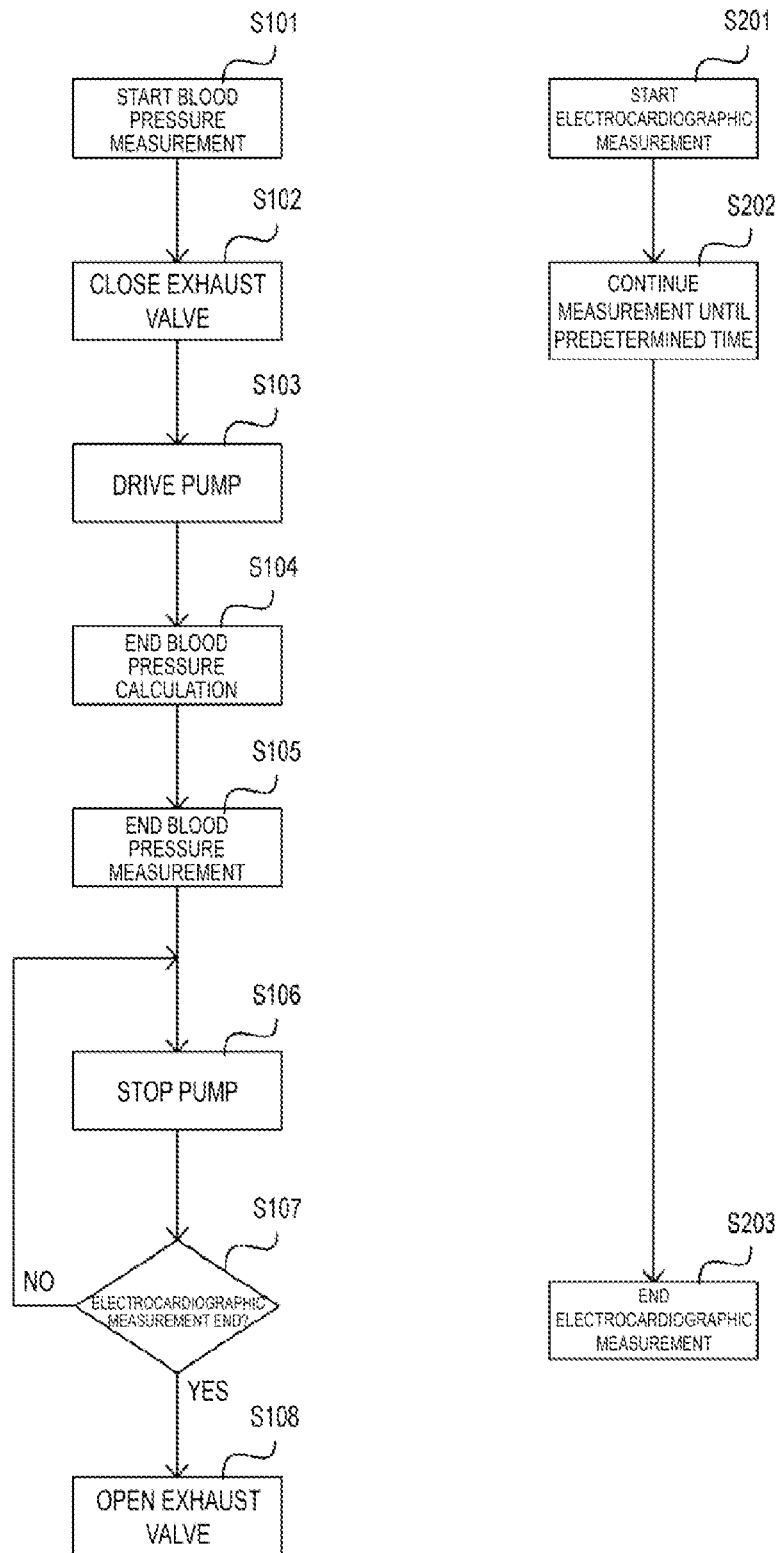 S101
START BLOOD
PRESSURE
MEASUREMENT
S102
CLOSE EXHAUST
VALVE
S103
DRIVE PUMP
S104
END BLOOD
PRESSURE
CALCULATION
S105
END BLOOD
PRESSURE
MEASUREMENT
S106
STOP PUMP
S107
ELECTROCARDIOGRAPHIC
MEASUREMENT END?
NO
YES
S108
OPEN EXHAUST
VALVE
S201
START
ELECTROCARDIOGRAPHIC
MEASUREMENT
S202
CONTINUE
MEASUREMENT UNTIL
PREDETERMINED TIME
S203
END
ELECTROCARDIOGRAPHIC
MEASUREMENT